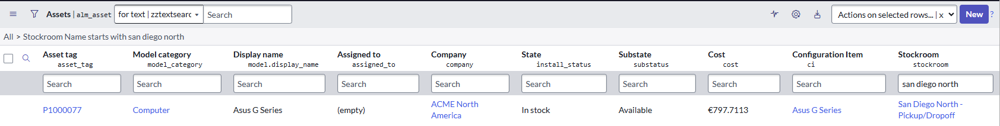 Assets | alm_asset for text | zztextsearc Search Actions on selected rows... | x New ?
All > Stockroom Name starts with san diego north
Asset tag Model category Display name Assigned to Company State Substate Cost Configuration Item Stockroom
asset_tag model_category model.display_name assigned_to company install_status substatus cost ci stockroom
Search Search Search Search Search Search Search Search Search san diego north
P1000077 Computer Asus G Series (empty) ACME North America In stock Available €797.7113 Asus G Series San Diego North - Pickup/Dropoff